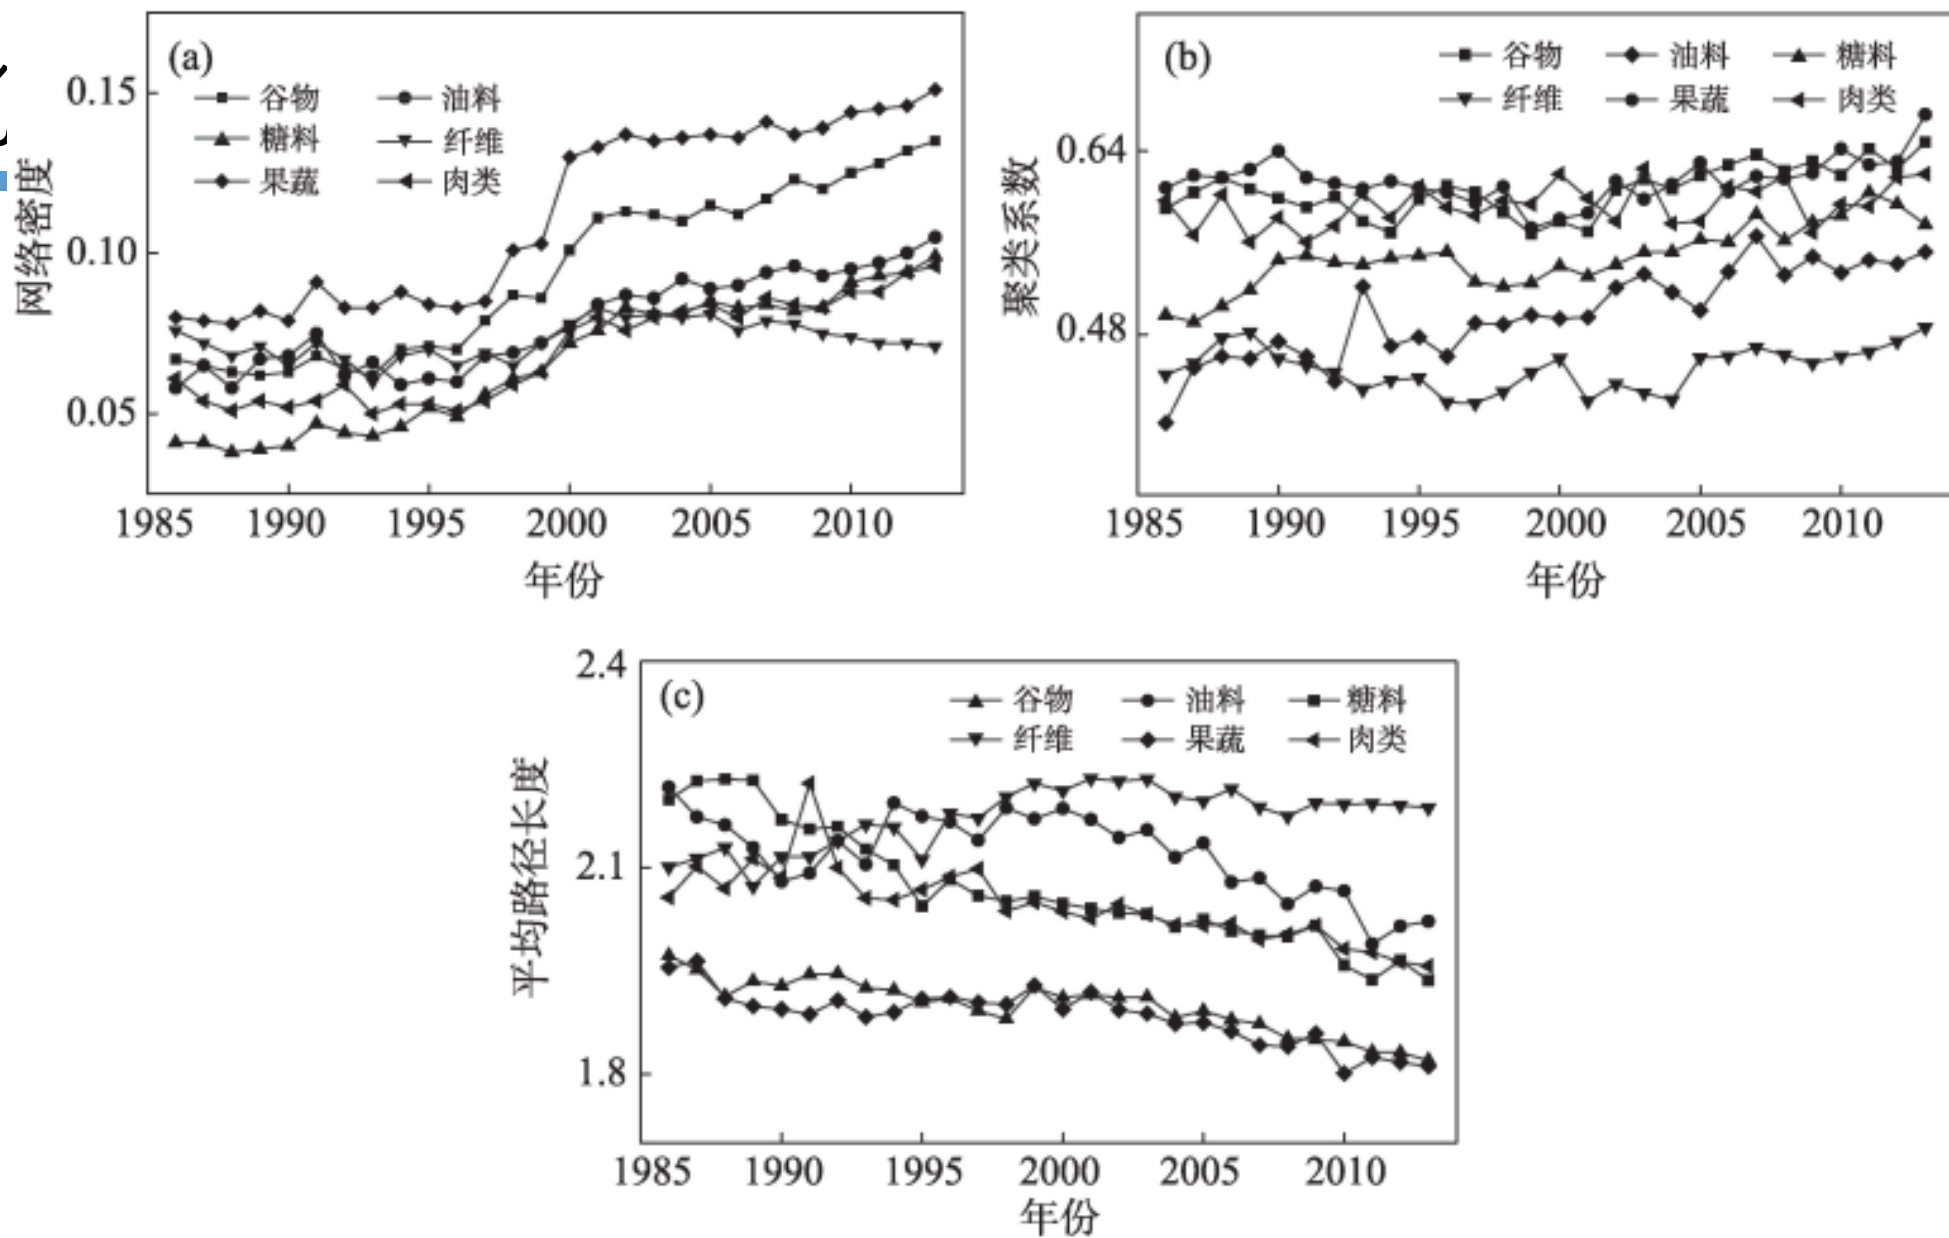 (a)
谷物 油料
糖料 纤维
果蔬 肉类
0.15
0.10
0.05
网络密度
1985 1990 1995 2000 2005 2010
年份
(b)
谷物 油料 糖料
纤维 果蔬 肉类
0.64
0.48
聚类系数
1985 1990 1995 2000 2005 2010
年份
(c)
谷物 油料 糖料
纤维 果蔬 肉类
2.4
2.1
1.8
平均路径长度
1985 1990 1995 2000 2005 2010
年份